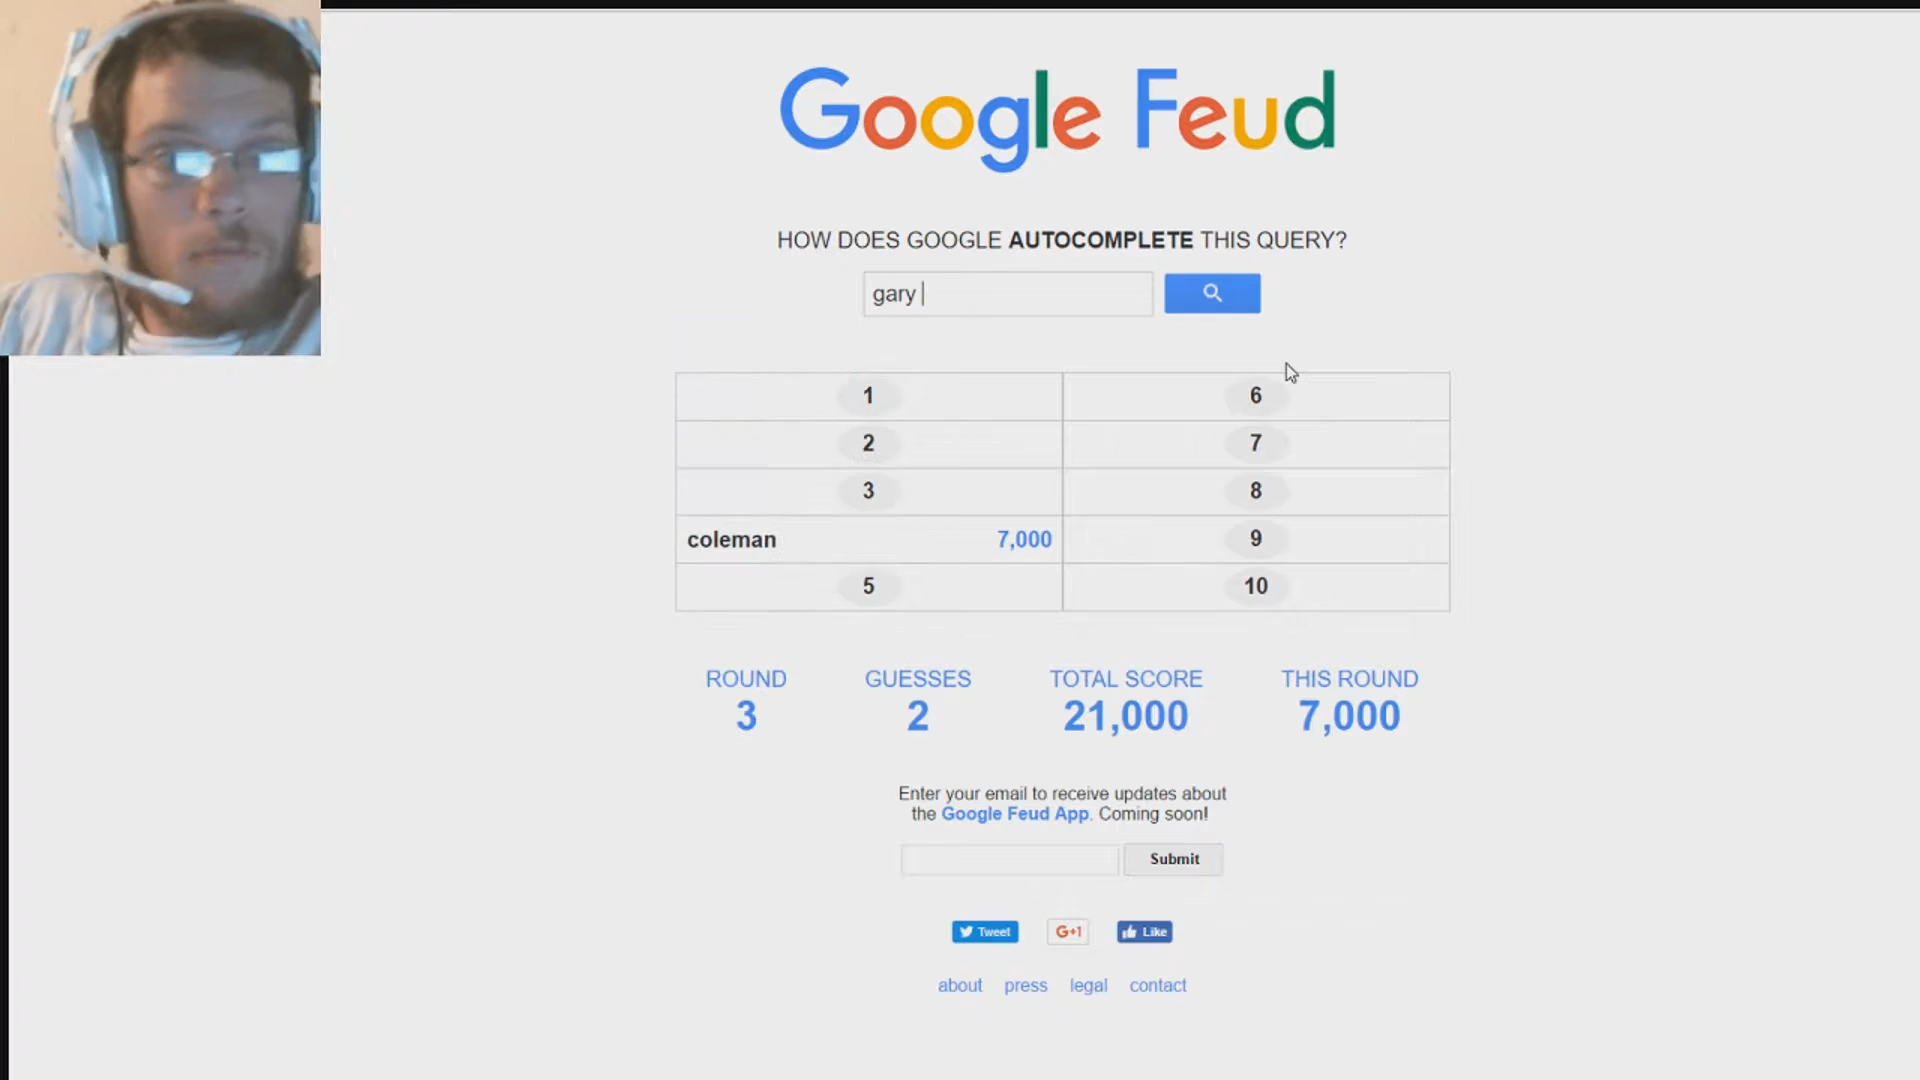 Google Feud
HOW DOES GOOGLE AUTOCOMPLETE THIS QUERY?
gary
1
6
2
7
3
8
coleman 7,000
9
5
10
ROUND GUESSES TOTAL SCORE THIS ROUND
3 2 21,000 7,000
Enter your email to receive updates about
the Google Feud App. Coming soon!
Submit
Tweet G+1 Like
about press legal contact